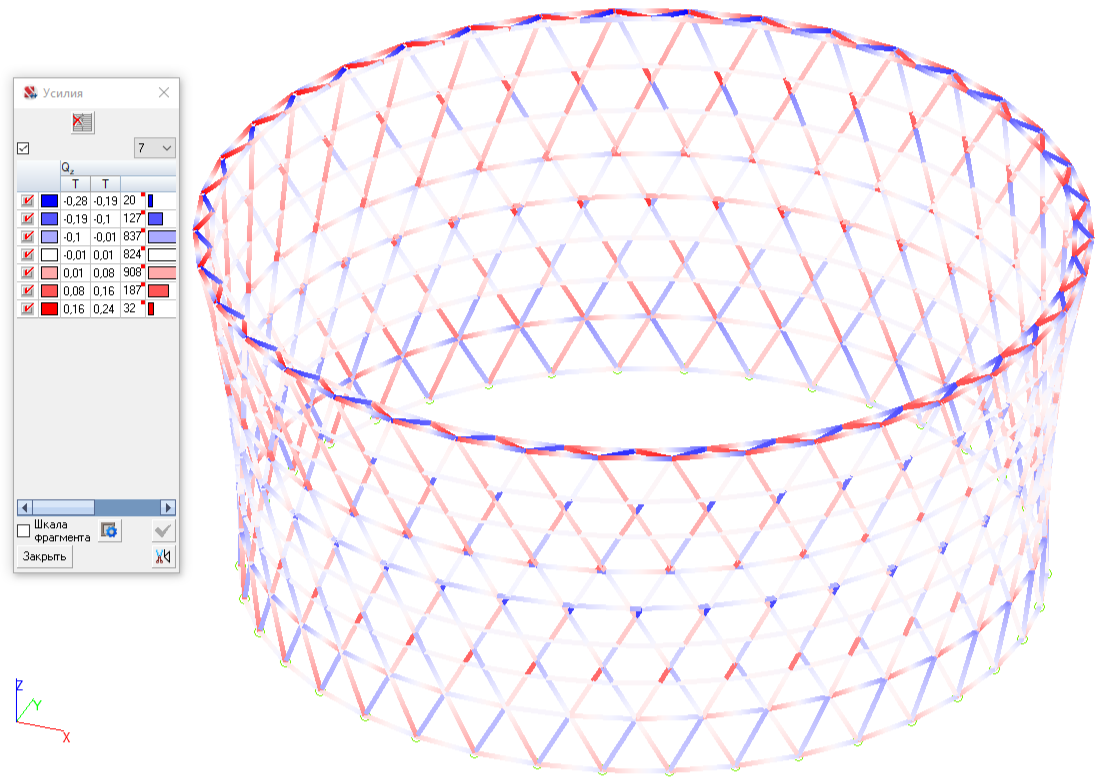 Усилия
7
Qz
T T
-0,28 -0,19 20
-0,19 -0,1 127
-0,1 -0,01 837
-0,01 0,01 824
0,01 0,08 908
0,08 0,16 187
0,16 0,24 32
Шкала
фрагмента
Закрыть
Z
Y
X